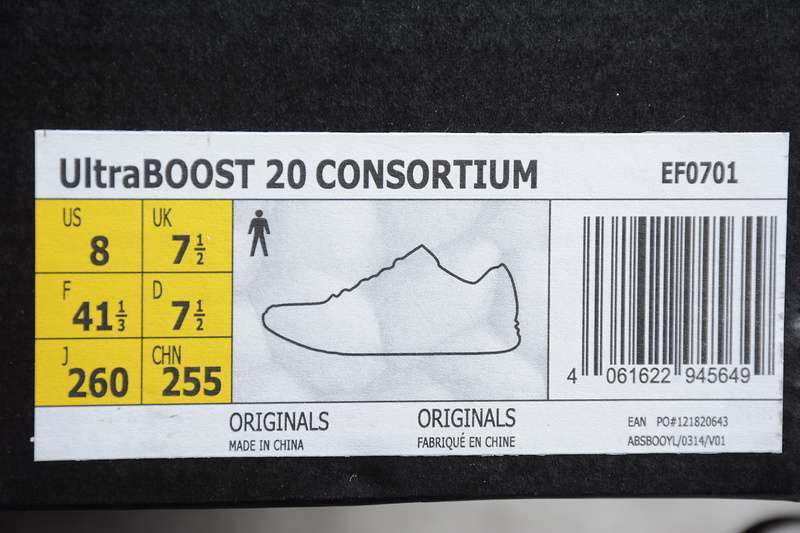 UltraBOOST 20 CONSORTIUM EF0701
US 8 UK 7½
F 41⅓ D 7½
J 260 CHN 255
4 061622 945649
ORIGINALS ORIGINALS
MADE IN CHINA FABRIQUÉ EN CHINE
EAN PO#121820643
ABSBOOYL/0314/V01